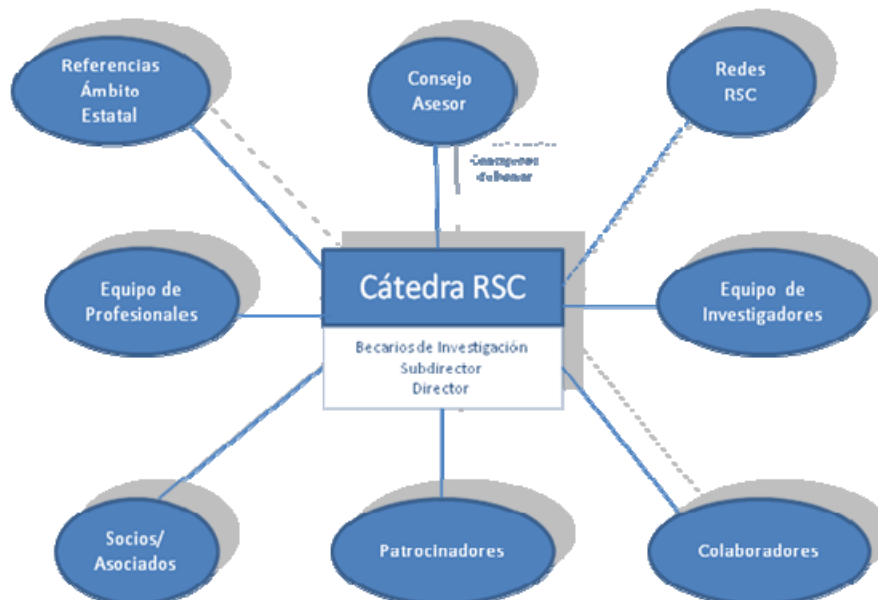 Referencias
Ámbito
Estatal
Consejo
Asesor
Redes
RSC
Equipo de
Profesionales
Cátedra RSC
Becarios de Investigación
Subdirector
Director
Equipo de
Investigadores
Socios/
Asociados
Patrocinadores
Colaboradores